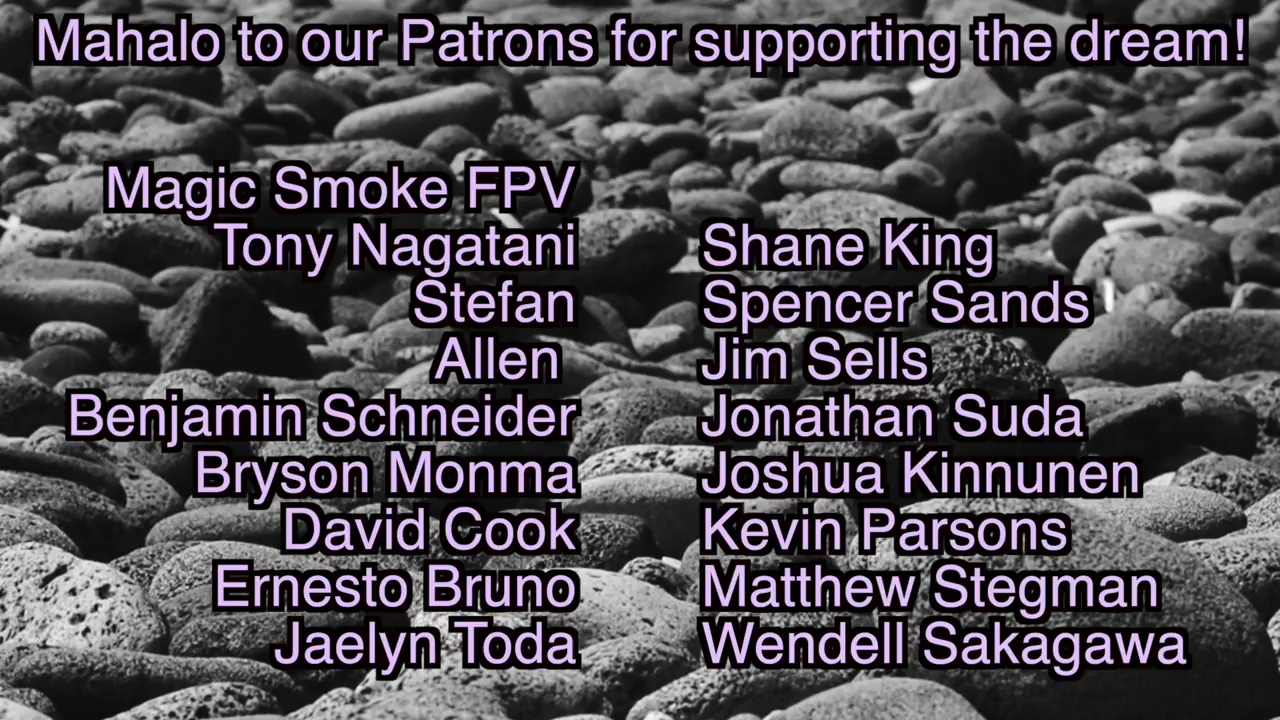 Mahalo to our Patrons for supporting the dream!
Magic Smoke FPV
Tony Nagatani
Stefan
Allen
Benjamin Schneider
Bryson Monma
David Cook
Ernesto Bruno
Jaelyn Toda
Shane King
Spencer Sands
Jim Sells
Jonathan Suda
Joshua Kinnunen
Kevin Parsons
Matthew Stegman
Wendell Sakagawa